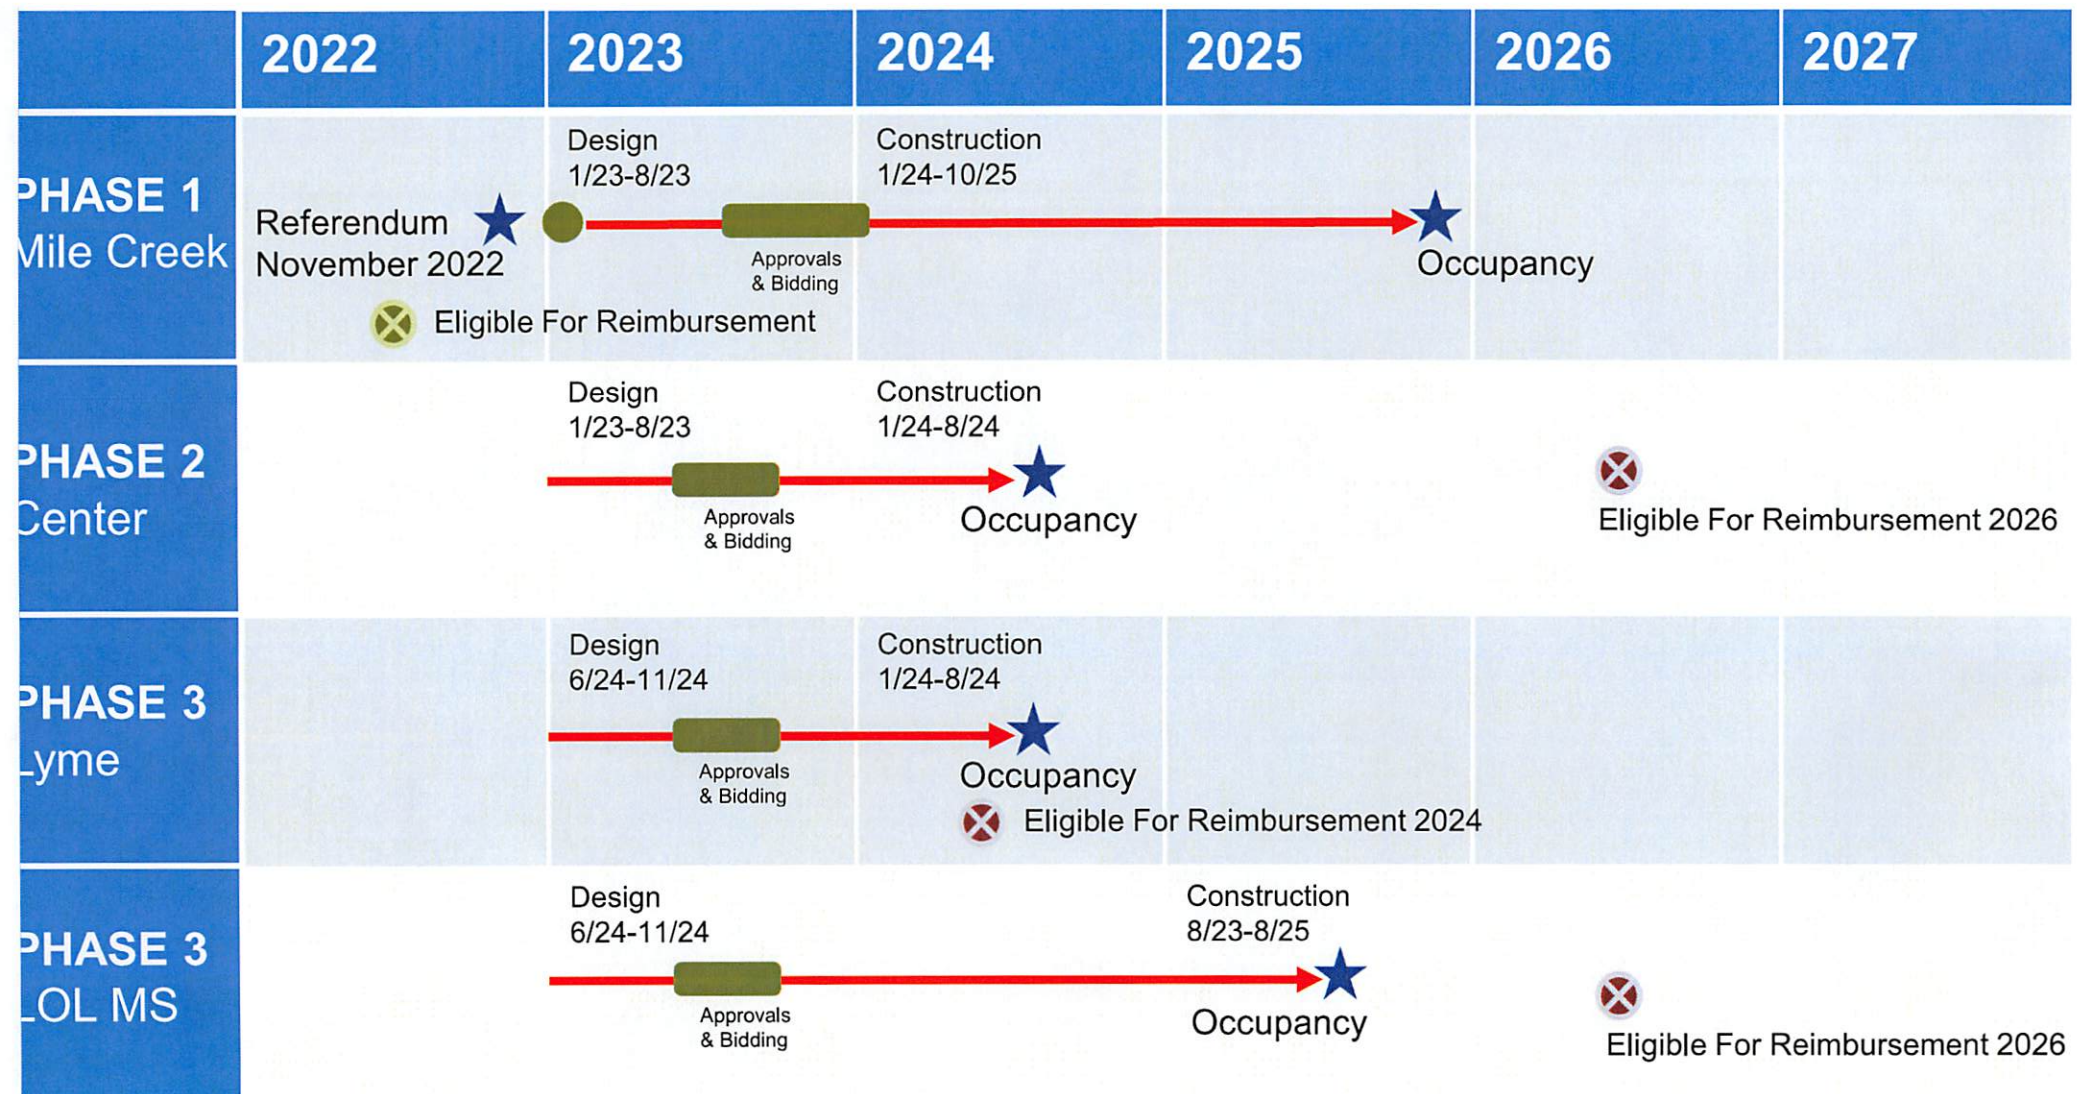 2022 2023 2024 2025 2026 2027
PHASE 1
Mile Creek
Referendum
November 2022
Design
1/23-8/23
Construction
1/24-10/25
Approvals
& Bidding
Occupancy
Eligible For Reimbursement
PHASE 2
Center
Design
1/23-8/23
Construction
1/24-8/24
Approvals
& Bidding
Occupancy
Eligible For Reimbursement 2026
PHASE 3
Lyme
Design
6/24-11/24
Construction
1/24-8/24
Approvals
& Bidding
Occupancy
Eligible For Reimbursement 2024
PHASE 3
LOL MS
Design
6/24-11/24
Construction
8/23-8/25
Approvals
& Bidding
Occupancy
Eligible For Reimbursement 2026